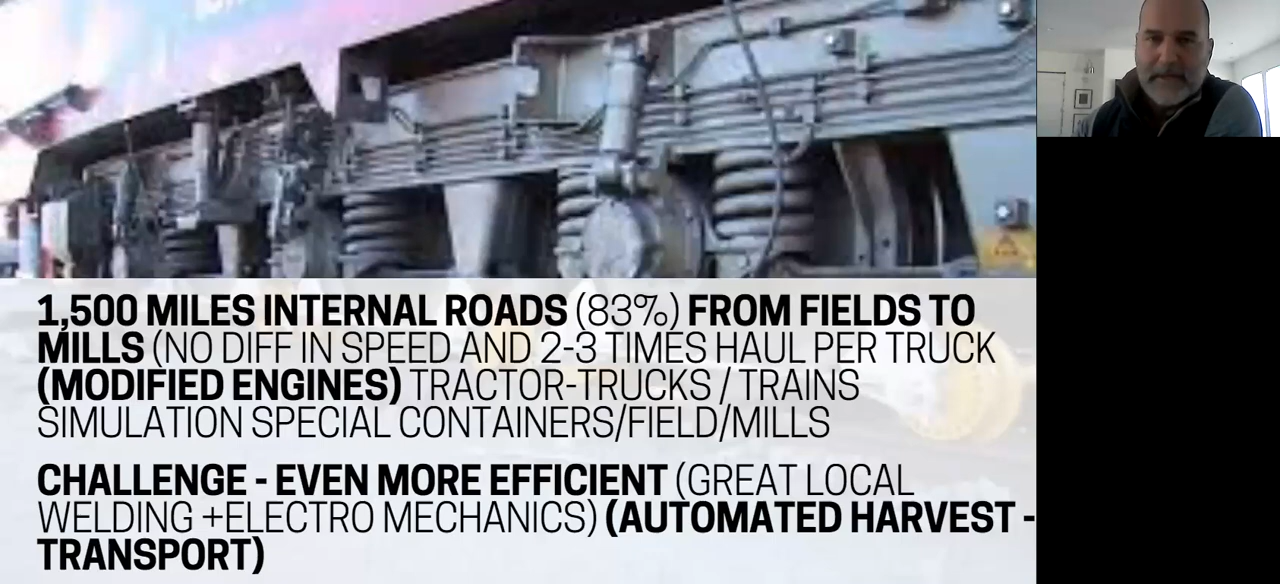 1,500 MILES INTERNAL ROADS (83%) FROM FIELDS TO
MILLS (NO DIFF IN SPEED AND 2-3 TIMES HAUL PER TRUCK
(MODIFIED ENGINES) TRACTOR-TRUCKS / TRAINS
SIMULATION SPECIAL CONTAINERS/FIELD/MILLS
CHALLENGE - EVEN MORE EFFICIENT (GREAT LOCAL
WELDING +ELECTRO MECHANICS) (AUTOMATED HARVEST -
TRANSPORT)